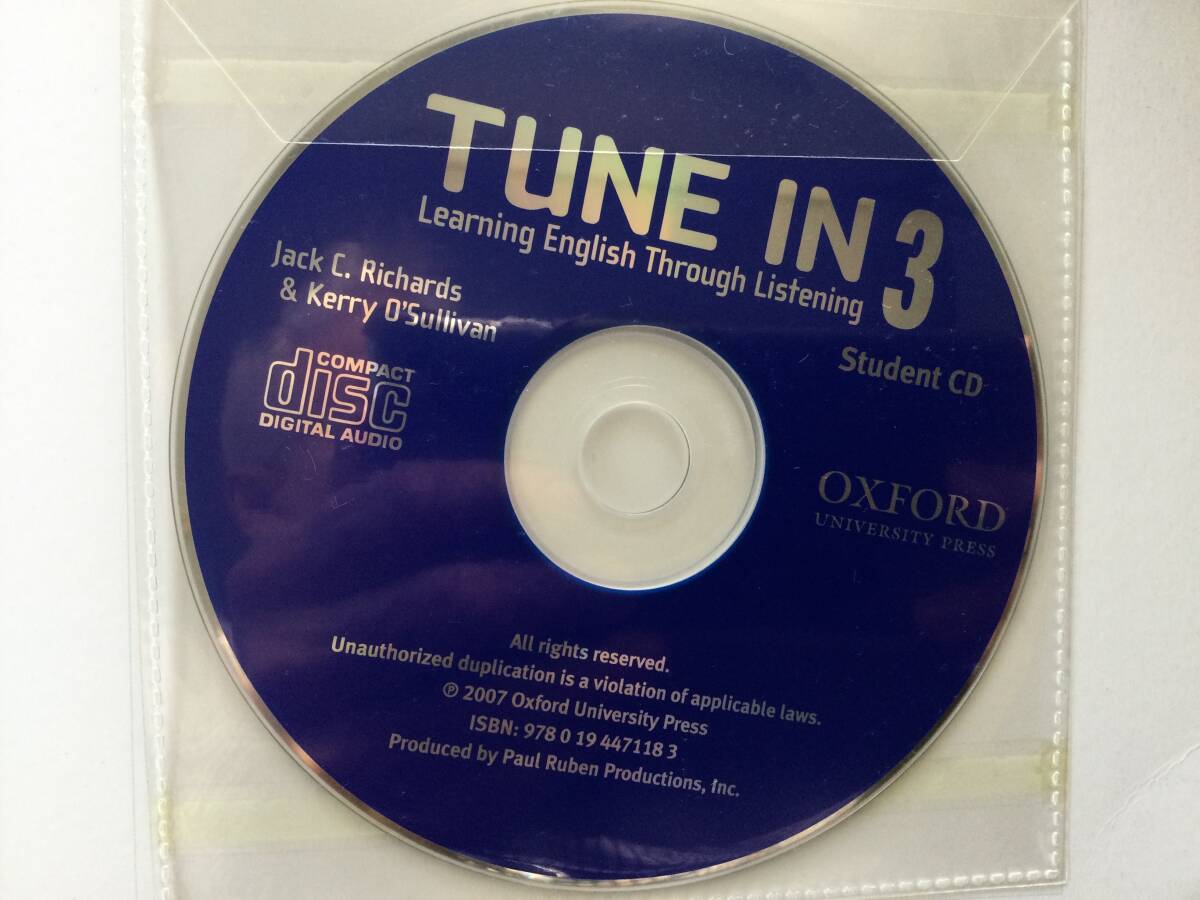 TUNE IN 3
Learning English Through Listening
Jack C. Richards
& Kerry O'Sullivan
COMPACT
disc
DIGITAL AUDIO
Student CD
OXFORD
UNIVERSITY PRESS
All rights reserved.
Unauthorized duplication is a violation of applicable laws.
℗ 2007 Oxford University Press
ISBN: 978 0 19 447118 3
Produced by Paul Ruben Productions, Inc.